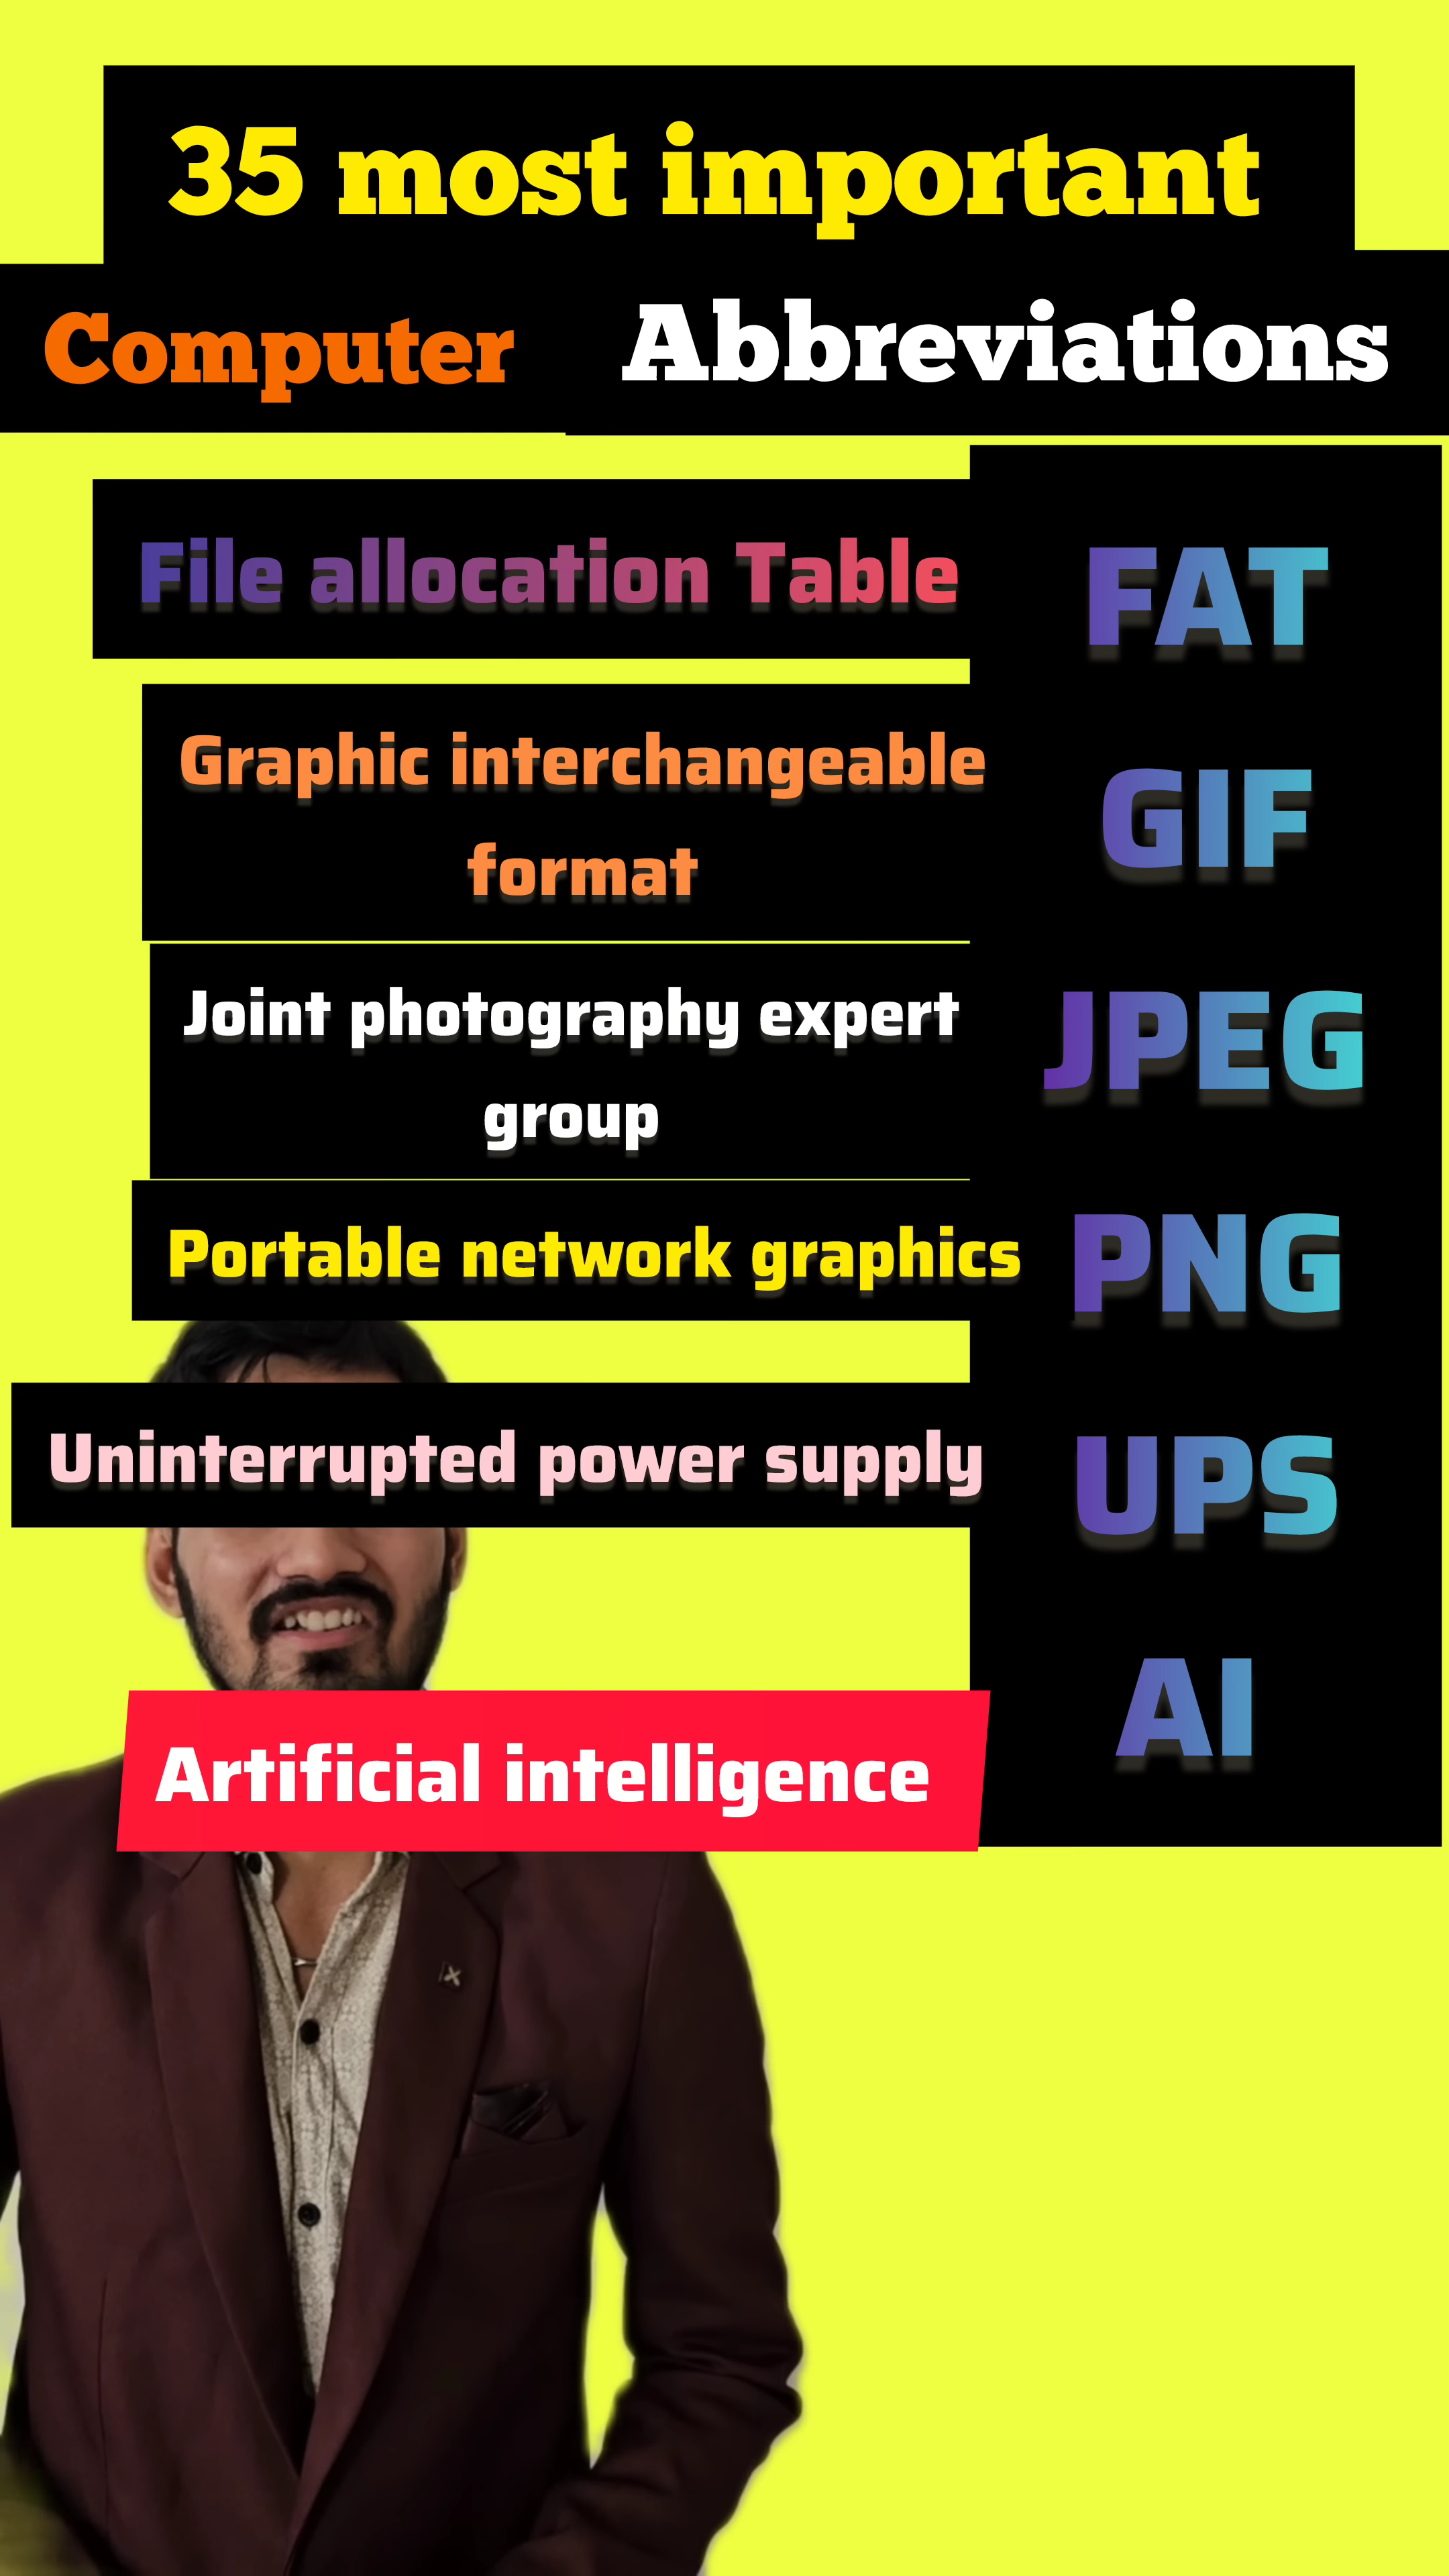 35 most important
Computer Abbreviations
File allocation Table FAT
Graphic interchangeable
format
GIF
Joint photography expert
group
JPEG
Portable network graphics PNG
Uninterrupted power supply UPS
Artificial intelligence AI